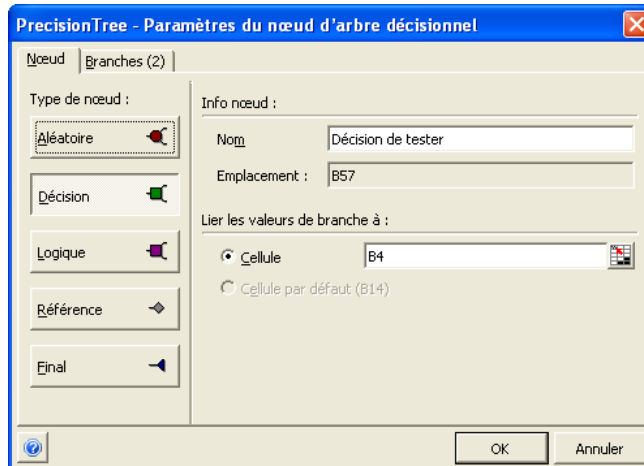 PrecisionTree - Paramètres du nœud d'arbre décisionnel
Nœud
Branches (2)
Type de nœud :
Aléatoire
Décision
Logique
Référence
Final
Info nœud :
Nom
Décision de tester
Emplacement :
B57
Lier les valeurs de branche à :
Cellule
B4
Cellule par défaut (B14)
OK
Annuler